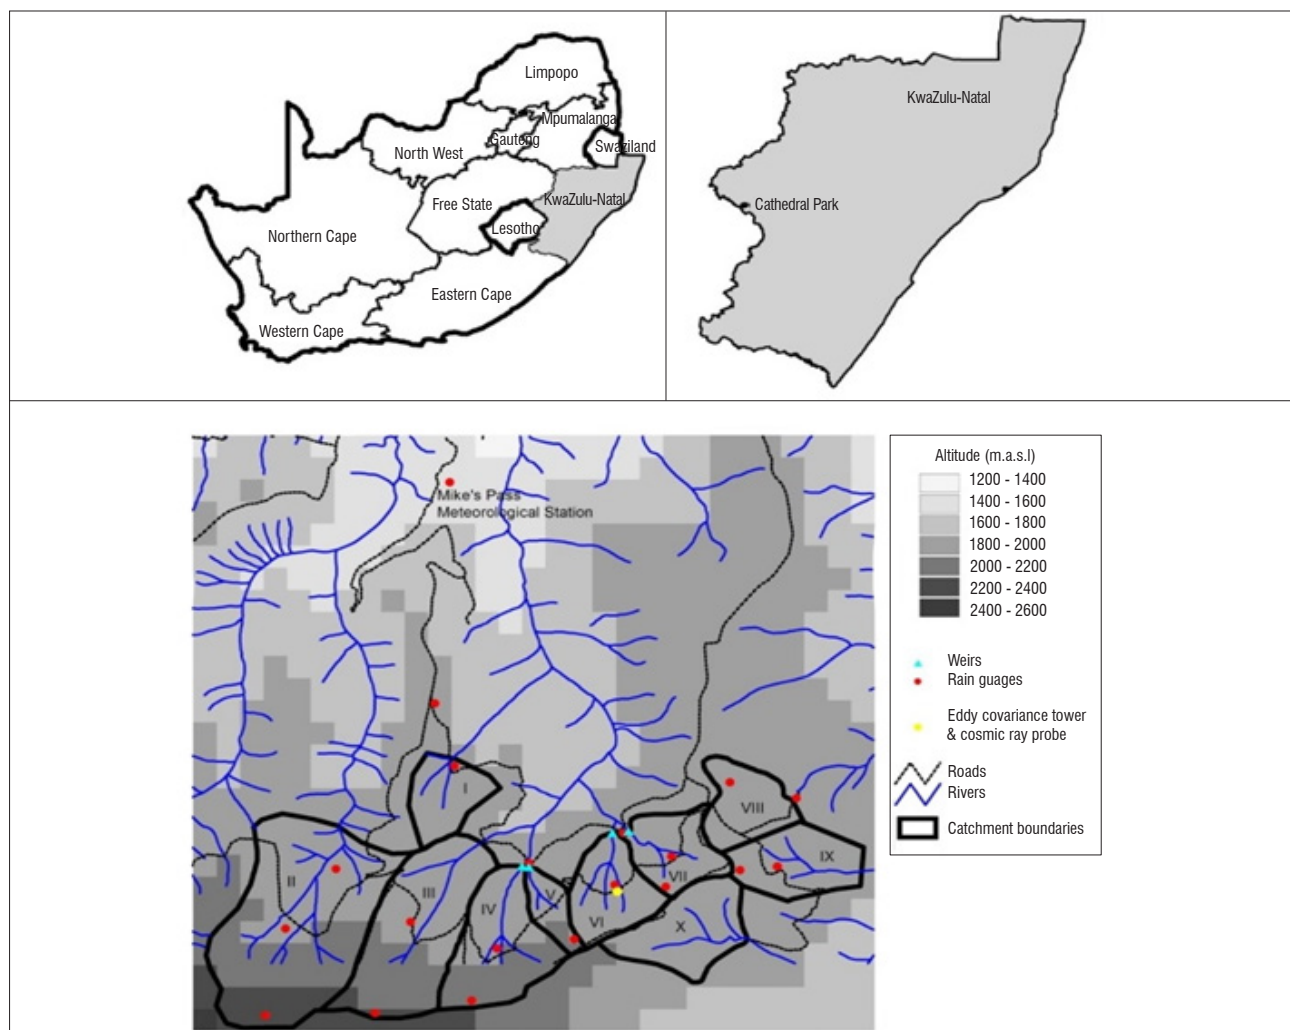 Limpopo
Mpumalanga
Gauteng
Swaziland
North West
KwaZulu-Natal
Free State
Lesotho
Northern Cape
Eastern Cape
Western Cape
KwaZulu-Natal
Cathedral Park
Mike's Pass
Meteorological Station
I
II
III
IV
V
VI
VII
VIII
IX
X
Altitude (m.a.s.l)
1200 - 1400
1400 - 1600
1600 - 1800
1800 - 2000
2000 - 2200
2200 - 2400
2400 - 2600
Weirs
Rain guages
Eddy covariance tower
& cosmic ray probe
Roads
Rivers
Catchment boundaries